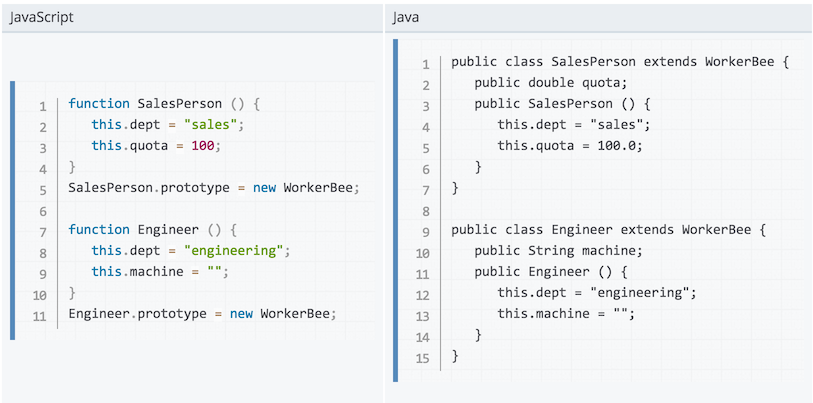 JavaScript
1 function SalesPerson () {
2 this.dept = "sales";
3 this.quota = 100;
4 }
5 SalesPerson.prototype = new WorkerBee;
6
7 function Engineer () {
8 this.dept = "engineering";
9 this.machine = "";
10 }
11 Engineer.prototype = new WorkerBee;
Java
1 public class SalesPerson extends WorkerBee {
2 public double quota;
3 public SalesPerson () {
4 this.dept = "sales";
5 this.quota = 100.0;
6 }
7 }
8
9 public class Engineer extends WorkerBee {
10 public String machine;
11 public Engineer () {
12 this.dept = "engineering";
13 this.machine = "";
14 }
15 }